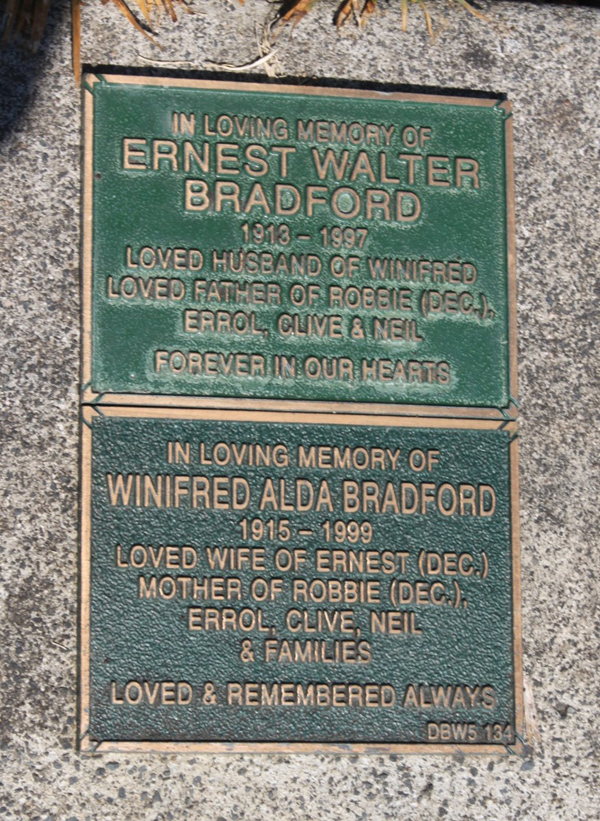 IN LOVING MEMORY OF
ERNEST WALTER
BRADFORD
1913 – 1997
LOVED HUSBAND OF WINIFRED
LOVED FATHER OF ROBBIE (DEC.),
ERROL, CLIVE & NEIL
FOREVER IN OUR HEARTS
IN LOVING MEMORY OF
WINIFRED ALDA BRADFORD
1915 – 1999
LOVED WIFE OF ERNEST (DEC.)
MOTHER OF ROBBIE (DEC.),
ERROL, CLIVE, NEIL
& FAMILIES
LOVED & REMEMBERED ALWAYS
DBW5 134